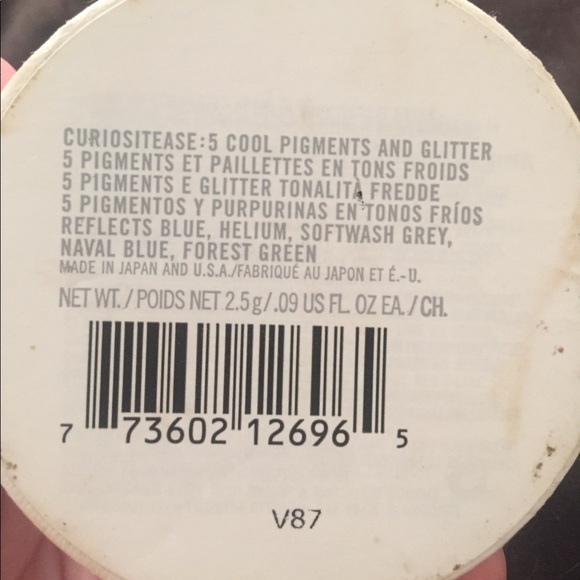 CURIOSITEASE:5 COOL PIGMENTS AND GLITTER
5 PIGMENTS ET PAILLETTES EN TONS FROIDS
5 PIGMENTS E GLITTER TONALITÀ FREDDE
5 PIGMENTOS Y PURPURINAS EN TONOS FRÍOS
REFLECTS BLUE, HELIUM, SOFTWASH GREY,
NAVAL BLUE, FOREST GREEN
MADE IN JAPAN AND U.S.A./FABRIQUÉ AU JAPON ET É.-U.
NET WT./POIDS NET 2.5g/.09 US FL. OZ EA./CH.
7 73602 12696 5
V87